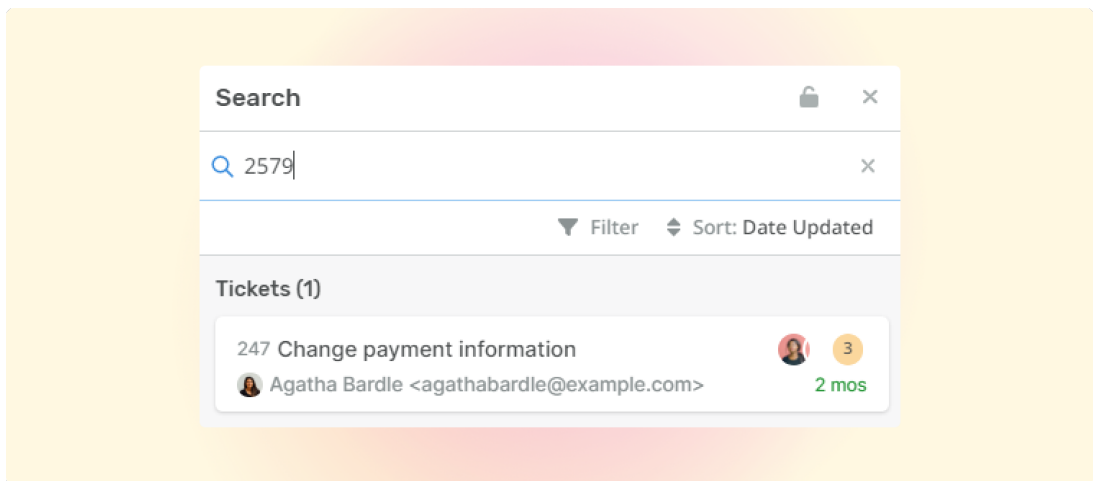 Search
2579
Filter Sort: Date Updated
Tickets (1)
247 Change payment information 3
Agatha Bardle <agathabardle@example.com> 2 mos